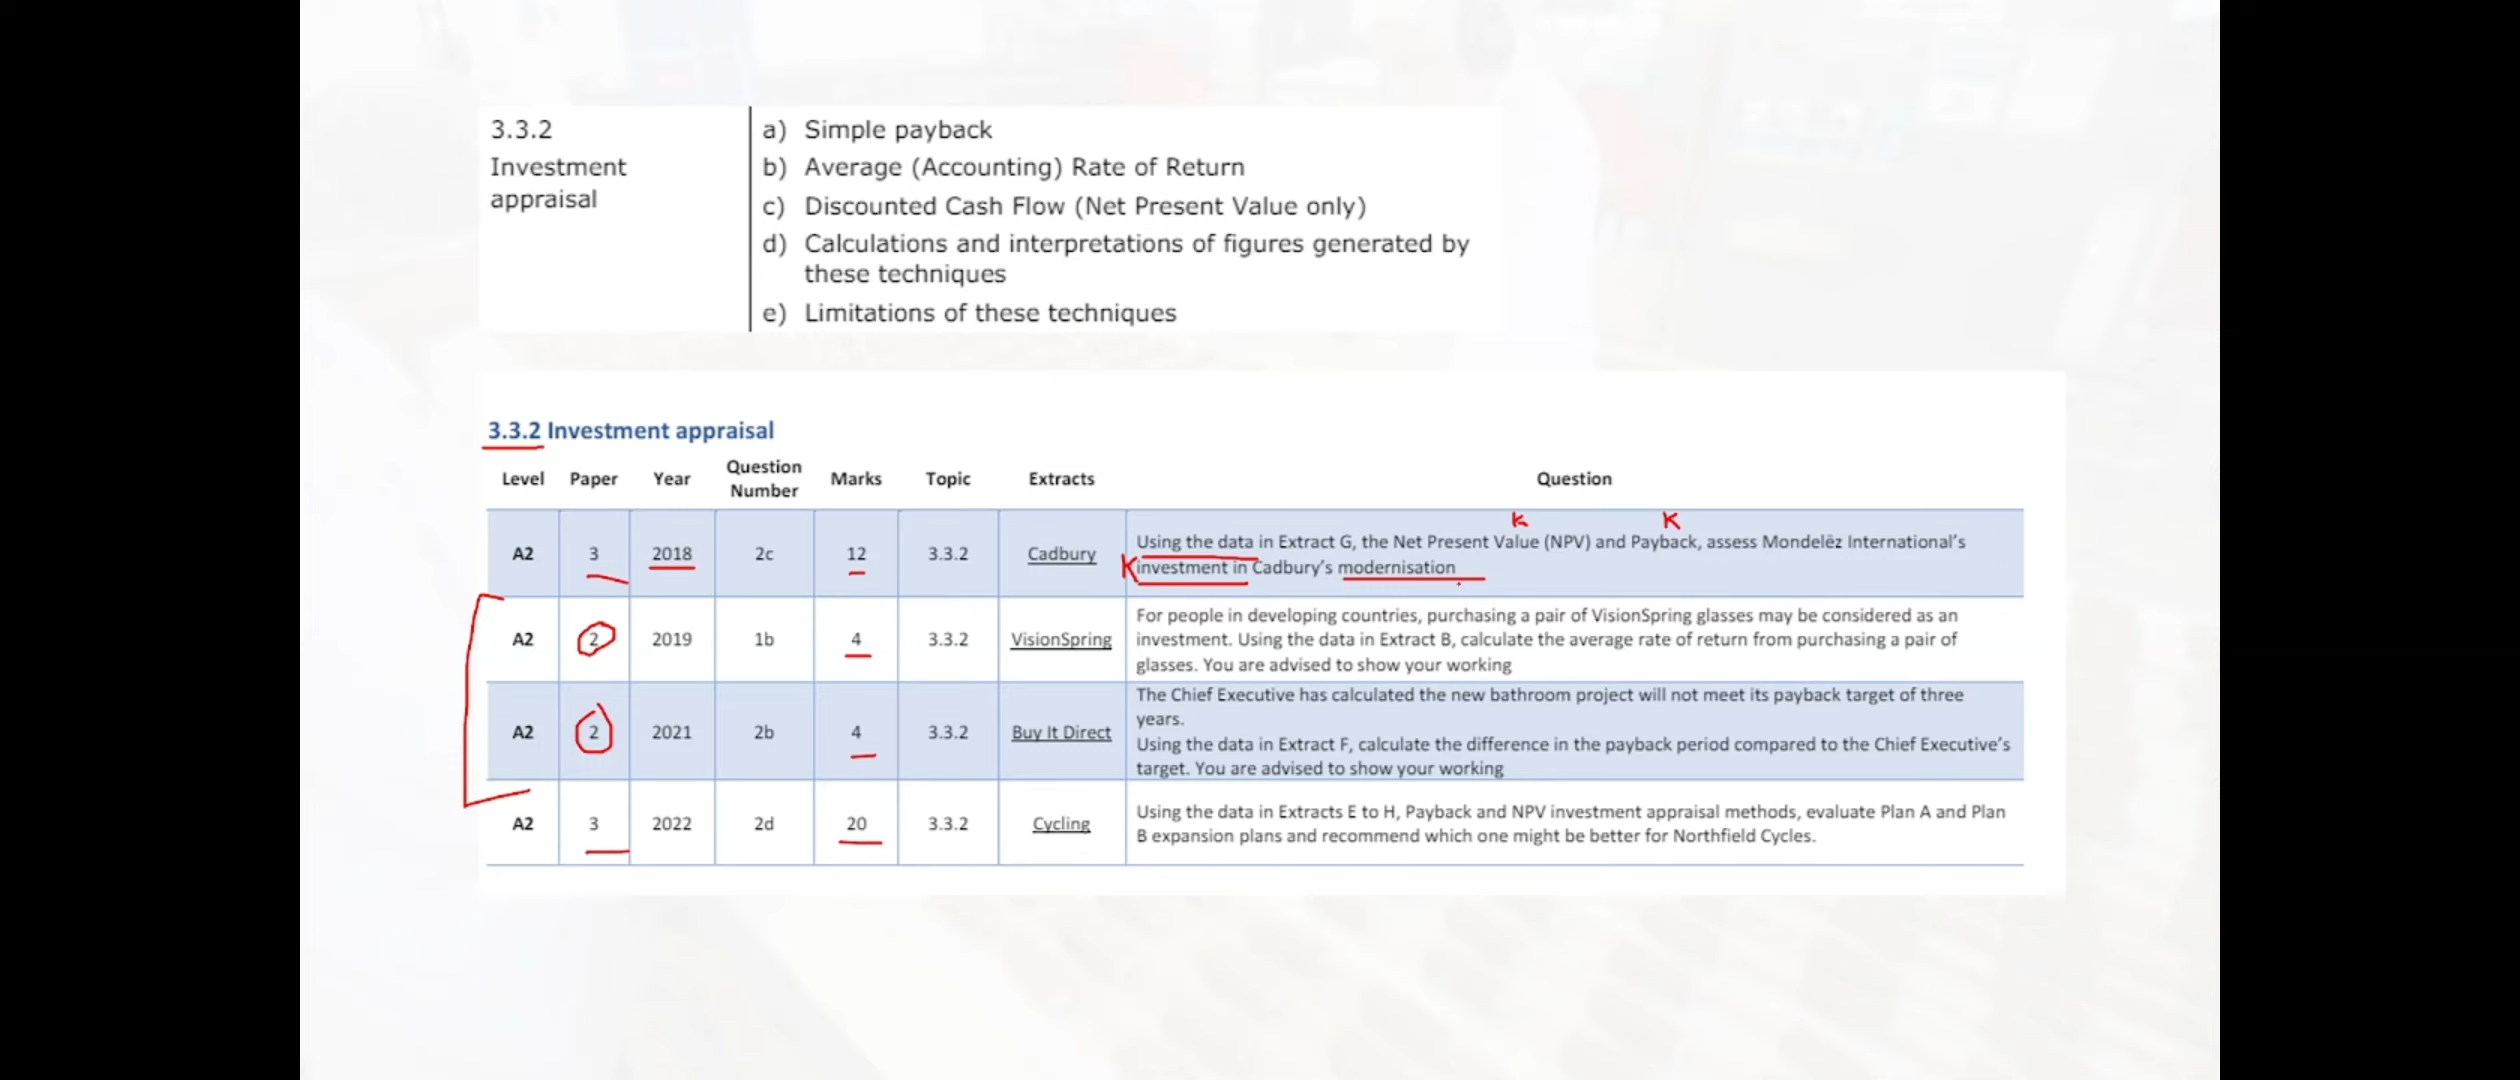 3.3.2
Investment
appraisal
a) Simple payback
b) Average (Accounting) Rate of Return
c) Discounted Cash Flow (Net Present Value only)
d) Calculations and interpretations of figures generated by
these techniques
e) Limitations of these techniques
3.3.2 Investment appraisal
Level Paper Year Question Number Marks Topic Extracts Question
K K
A2 3 2018 2c 12 3.3.2 Cadbury Using the data in Extract G, the Net Present Value (NPV) and Payback, assess Mondelēz International's
K investment in Cadbury's modernisation
A2 2 2019 1b 4 3.3.2 VisionSpring For people in developing countries, purchasing a pair of VisionSpring glasses may be considered as an
investment. Using the data in Extract B, calculate the average rate of return from purchasing a pair of
glasses. You are advised to show your working
A2 2 2021 2b 4 3.3.2 Buy It Direct The Chief Executive has calculated the new bathroom project will not meet its payback target of three
years.
Using the data in Extract F, calculate the difference in the payback period compared to the Chief Executive's
target. You are advised to show your working
A2 3 2022 2d 20 3.3.2 Cycling Using the data in Extracts E to H, Payback and NPV investment appraisal methods, evaluate Plan A and Plan
B expansion plans and recommend which one might be better for Northfield Cycles.